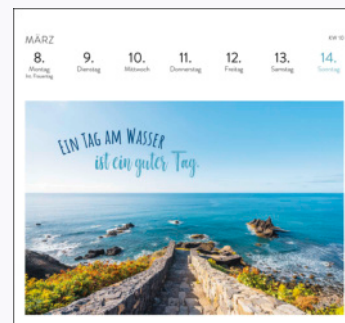 MÄRZ KW 10
8. 9. 10. 11. 12. 13. 14.
Montag Dienstag Mittwoch Donnerstag Freitag Samstag Sonntag
Int. Frauentag
EIN TAG AM WASSER
ist ein guter Tag.